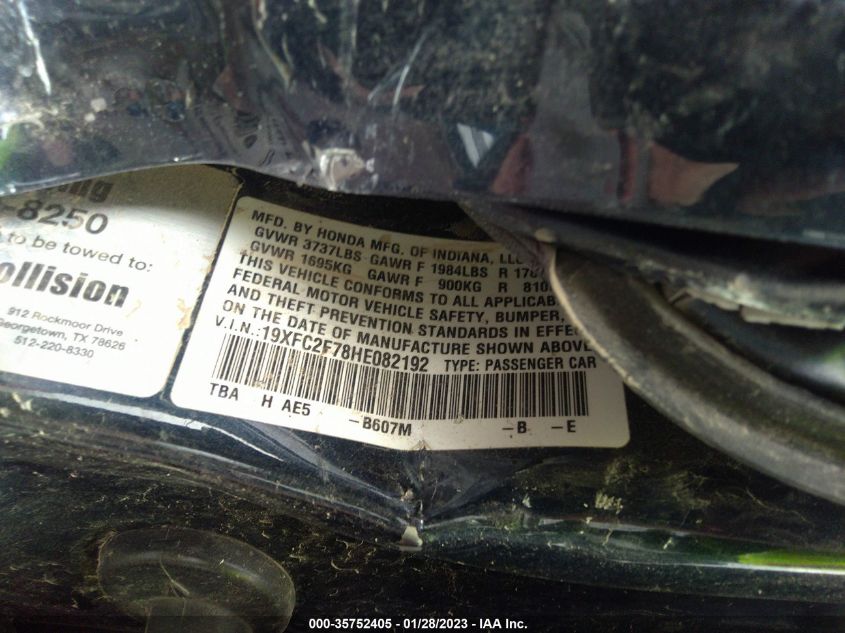 -8250
to be towed to:
ollision
912 Rockmoor Drive
Georgetown, TX 78626
512-220-8330
MFD. BY HONDA MFG. OF INDIANA, LLC
GVWR 3737LBS GAWR F 1984LBS R 178
GVWR 1695KG GAWR F 900KG R 810
THIS VEHICLE CONFORMS TO ALL APPLICAB
FEDERAL MOTOR VEHICLE SAFETY, BUMPER,
AND THEFT PREVENTION STANDARDS IN EFFEC
ON THE DATE OF MANUFACTURE SHOWN ABOVE
V.I.N.:19XFC2F78HE082192 TYPE: PASSENGER CAR
TBA H AE5 -B607M -B -E
000-35752405 - 01/28/2023 - IAA Inc.